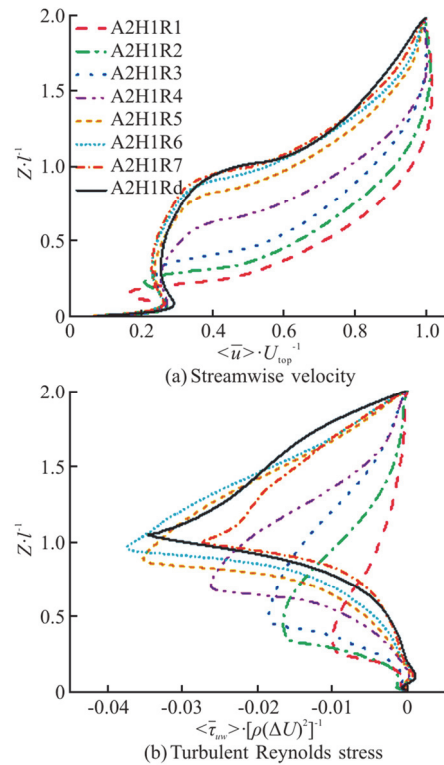 2.0
A2H1R1
A2H1R2
1.5
A2H1R3
A2H1R4
A2H1R5
Z·l⁻¹
1.0
A2H1R6
A2H1R7
A2H1Rd
0.5
0
0 0.2 0.4 0.6 0.8 1.0
<u̅>·U_top⁻¹
(a) Streamwise velocity
2.0
1.5
Z·l⁻¹
1.0
0.5
0
-0.04 -0.03 -0.02 -0.01 0
<τ̅_uw>·[ρ(ΔU)²]⁻¹
(b) Turbulent Reynolds stress